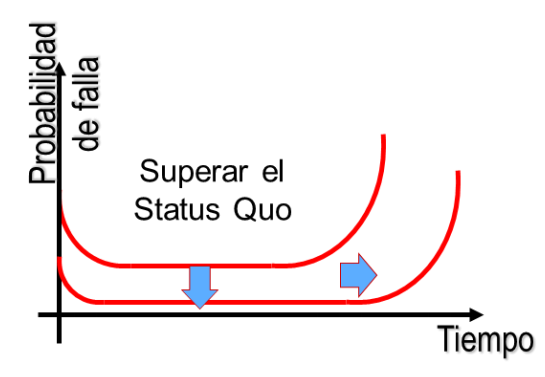 Probabilidad
de falla
Superar el
Status Quo
Tiempo